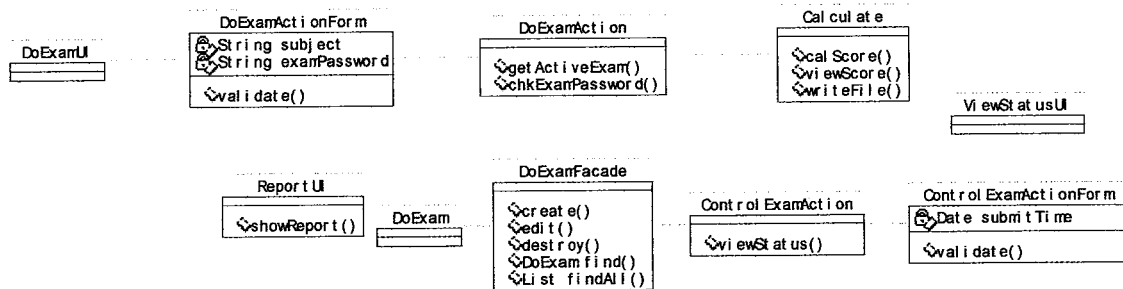 DoExamUI
DoExamActionForm
String subject
String examPassword
validate()
DoExamAction
getActiveExam()
chkExamPassword()
Calculate
calScore()
viewScore()
writeFile()
ViewStatusUI
ReportUI
showReport()
DoExam
DoExamFacade
create()
edit()
destroy()
DoExam find()
List findAll()
ControlExamAction
viewStatus()
ControlExamActionForm
Date submitTime
validate()